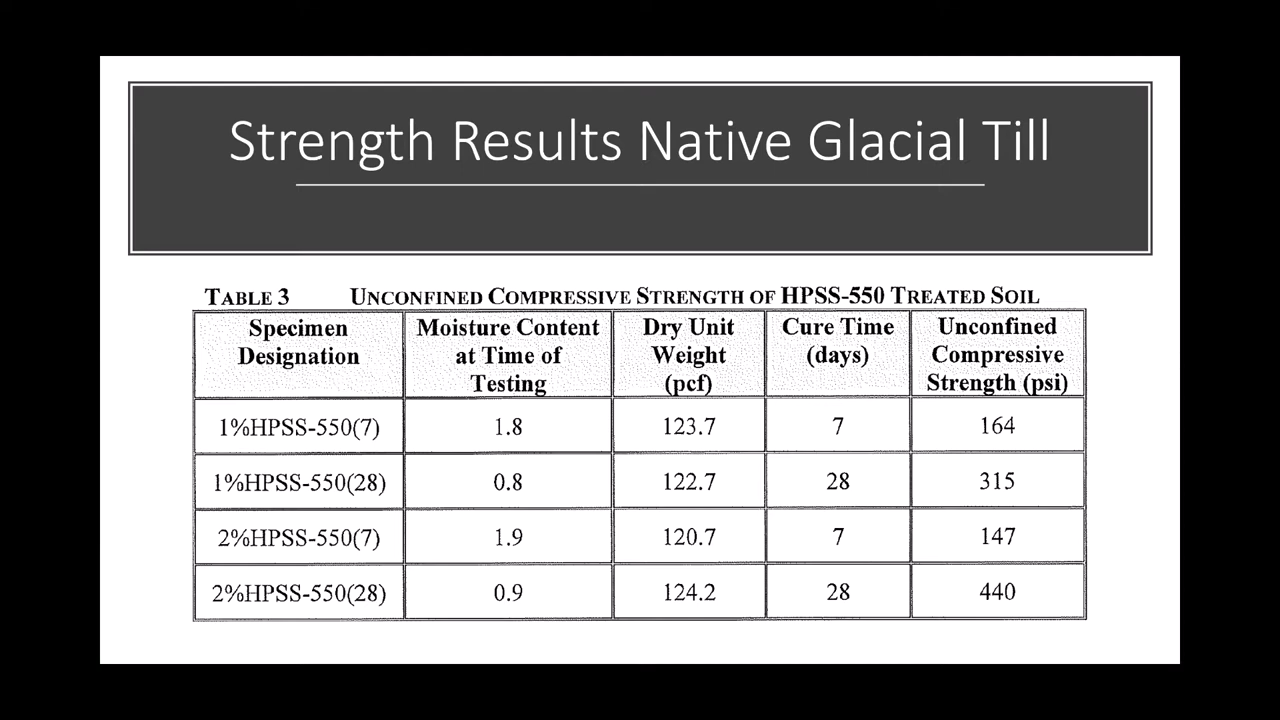 Strength Results Native Glacial Till
TABLE 3 UNCONFINED COMPRESSIVE STRENGTH OF HPSS-550 TREATED SOIL
Specimen Designation Moisture Content at Time of Testing Dry Unit Weight (pcf) Cure Time (days) Unconfined Compressive Strength (psi)
1%HPSS-550(7) 1.8 123.7 7 164
1%HPSS-550(28) 0.8 122.7 28 315
2%HPSS-550(7) 1.9 120.7 7 147
2%HPSS-550(28) 0.9 124.2 28 440